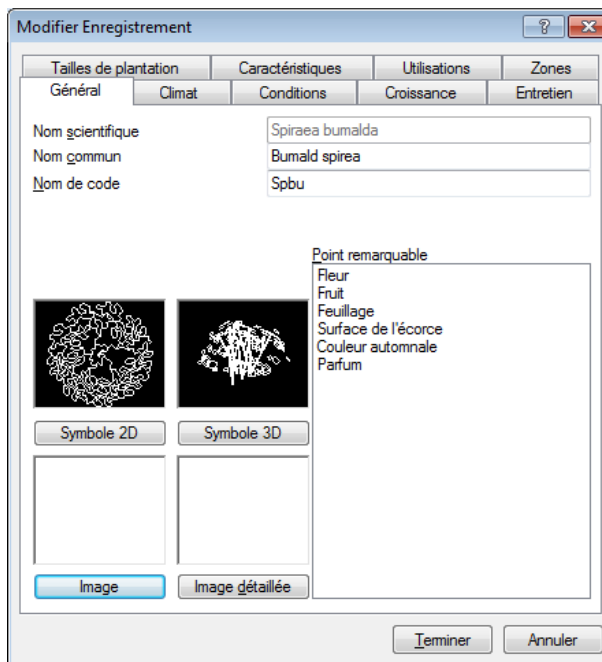 Modifier Enregistrement
Tailles de plantation Caractéristiques Utilisations Zones
Général Climat Conditions Croissance Entretien
Nom scientifique Spiraea bumalda
Nom commun Bumald spirea
Nom de code Spbu
Point remarquable
Fleur
Fruit
Feuillage
Surface de l'écorce
Couleur automnale
Parfum
Symbole 2D Symbole 3D
Image Image détaillée
Terminer Annuler